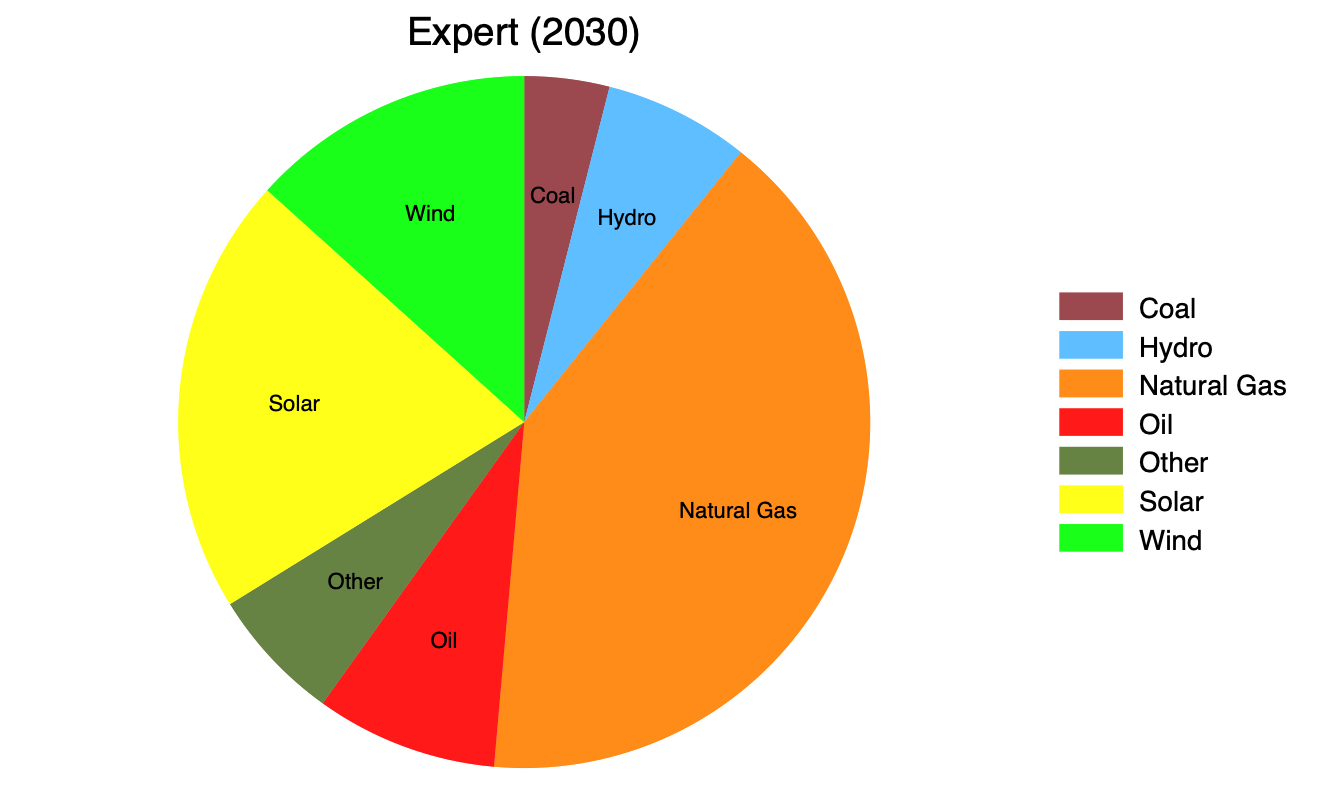 Expert (2030)
Coal
Hydro
Wind
Solar
Natural Gas
Other
Oil
Coal
Hydro
Natural Gas
Oil
Other
Solar
Wind